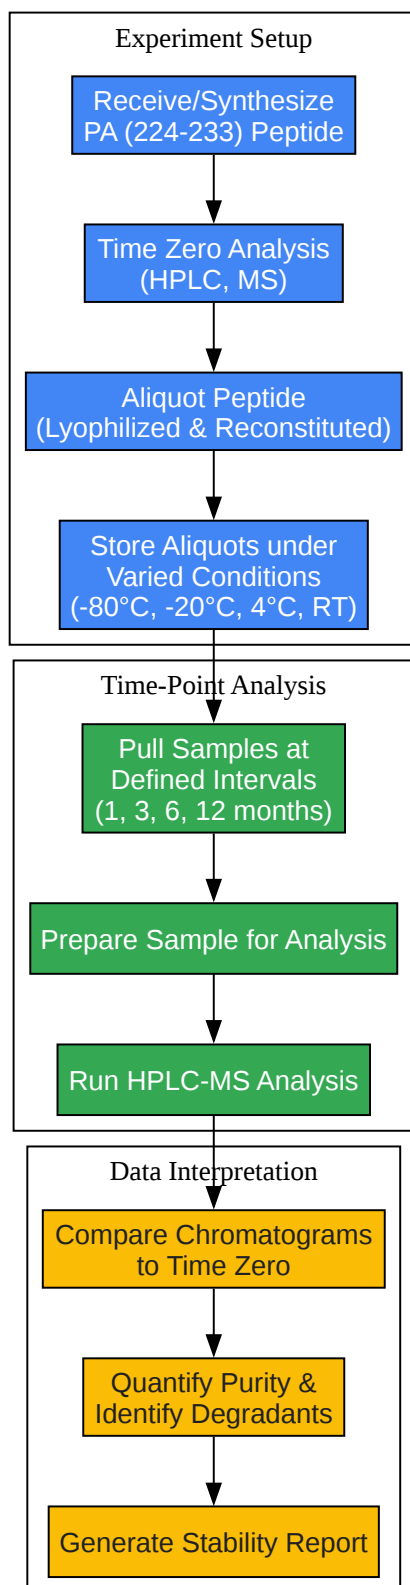 Experiment Setup
Receive/Synthesize
PA (224-233) Peptide
Time Zero Analysis
(HPLC, MS)
Aliquot Peptide
(Lyophilized & Reconstituted)
Store Aliquots under
Varied Conditions
(-80°C, -20°C, 4°C, RT)
Time-Point Analysis
Pull Samples at
Defined Intervals
(1, 3, 6, 12 months)
Prepare Sample for Analysis
Run HPLC-MS Analysis
Data Interpretation
Compare Chromatograms
to Time Zero
Quantify Purity &
Identify Degradants
Generate Stability Report